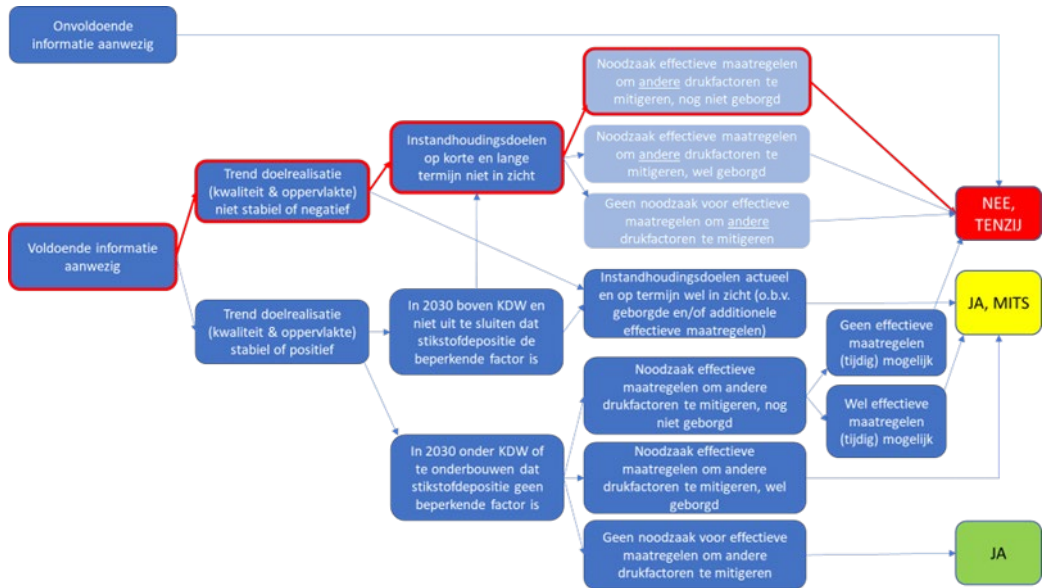 Onvoldoende
informatie aanwezig
Noodzaak effectieve maatregelen
om andere drukfactoren te
mitigeren, nog niet geborgd
Instandhoudingsdoelen
op korte en lange
termijn niet in zicht
Noodzaak effectieve maatregelen
om andere drukfactoren te
mitigeren, wel geborgd
Trend doelrealisatie
(kwaliteit & oppervlakte)
niet stabiel of negatief
Geen noodzaak voor effectieve
maatregelen om andere
drukfactoren te mitigeren
NEE,
TENZIJ
Voldoende informatie
aanwezig
Instandhoudingsdoelen actueel
en op termijn wel in zicht (o.b.v.
geborgde en/of additionele
effectieve maatregelen)
JA, MITS
Trend doelrealisatie
(kwaliteit & oppervlakte)
stabiel of positief
In 2030 boven KDW en
niet uit te sluiten dat
stikstofdepositie de
beperkende factor is
Geen effectieve
maatregelen
(tijdig) mogelijk
Noodzaak effectieve
maatregelen om andere
drukfactoren te mitigeren, nog
niet geborgd
Wel effectieve
maatregelen
(tijdig) mogelijk
In 2030 onder KDW of
te onderbouwen dat
stikstofdepositie geen
beperkende factor is
Noodzaak effectieve
maatregelen om andere
drukfactoren te mitigeren, wel
geborgd
Geen noodzaak voor effectieve
maatregelen om andere
drukfactoren te mitigeren
JA